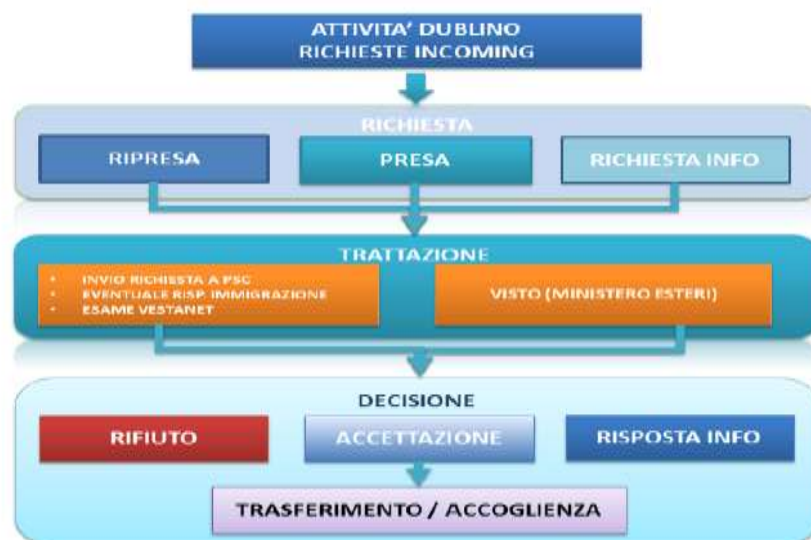 ATTIVITA' DUBLINO
RICHIESTE INCOMING
RICHIESTA
RIPRESA
PRESA
RICHIESTA INFO
TRATTAZIONE
• INVIO RICHIESTA A PSC
• EVENTUALE RISP. IMMIGRAZIONE
• ESAME VESTANET
VISTO (MINISTERO ESTERI)
DECISIONE
RIFIUTO
ACCETTAZIONE
RISPOSTA INFO
TRASFERIMENTO / ACCOGLIENZA